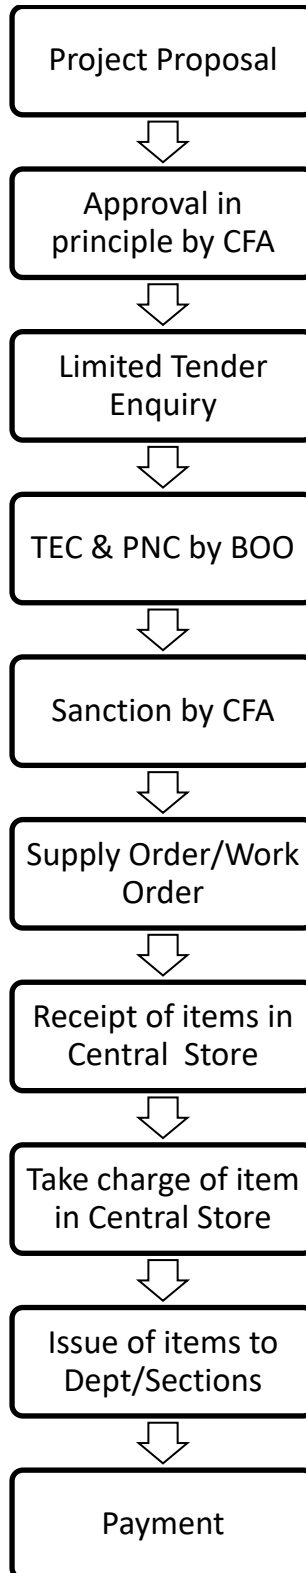 Project Proposal
Approval in
principle by CFA
Limited Tender
Enquiry
TEC & PNC by BOO
Sanction by CFA
Supply Order/Work
Order
Receipt of items in
Central Store
Take charge of item
in Central Store
Issue of items to
Dept/Sections
Payment